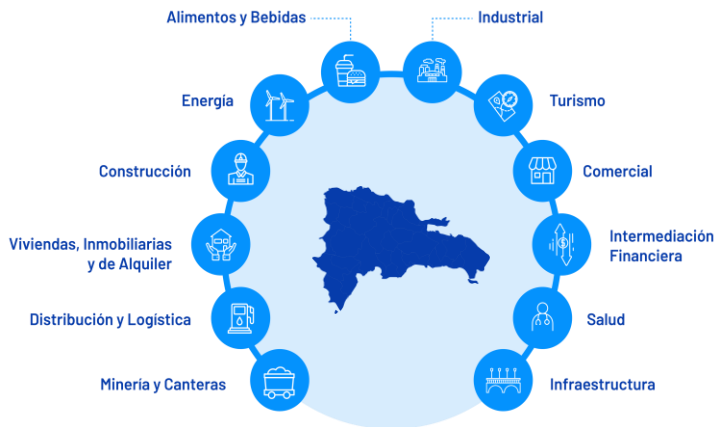 Alimentos y Bebidas
Industrial
Energía
Turismo
Construcción
Comercial
Viviendas, Inmobiliarias
y de Alquiler
Intermediación
Financiera
Distribución y Logística
Salud
Minería y Canteras
Infraestructura